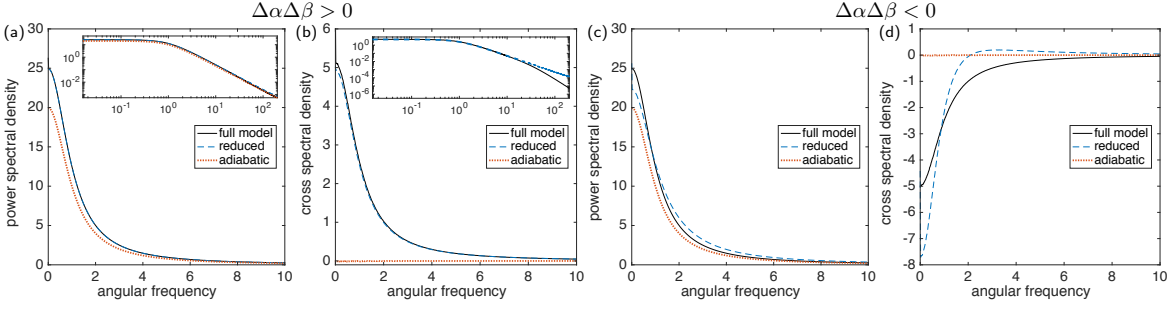 ΔαΔβ > 0
ΔαΔβ < 0
(a)
power spectral density
30
25
20
15
10
5
0
0 2 4 6 8 10
angular frequency
10^0
10^-2
10^-4
10^-1 10^0 10^1 10^2
full model
reduced
adiabatic
(b)
cross spectral density
6
5
4
3
2
1
0
0 2 4 6 8 10
angular frequency
10^0
10^-2
10^-4
10^-6
10^-1 10^0 10^1 10^2
full model
reduced
adiabatic
(c)
power spectral density
30
25
20
15
10
5
0
0 2 4 6 8 10
angular frequency
full model
reduced
adiabatic
(d)
cross spectral density
1
0
-1
-2
-3
-4
-5
-6
-7
-8
0 2 4 6 8 10
angular frequency
full model
reduced
adiabatic